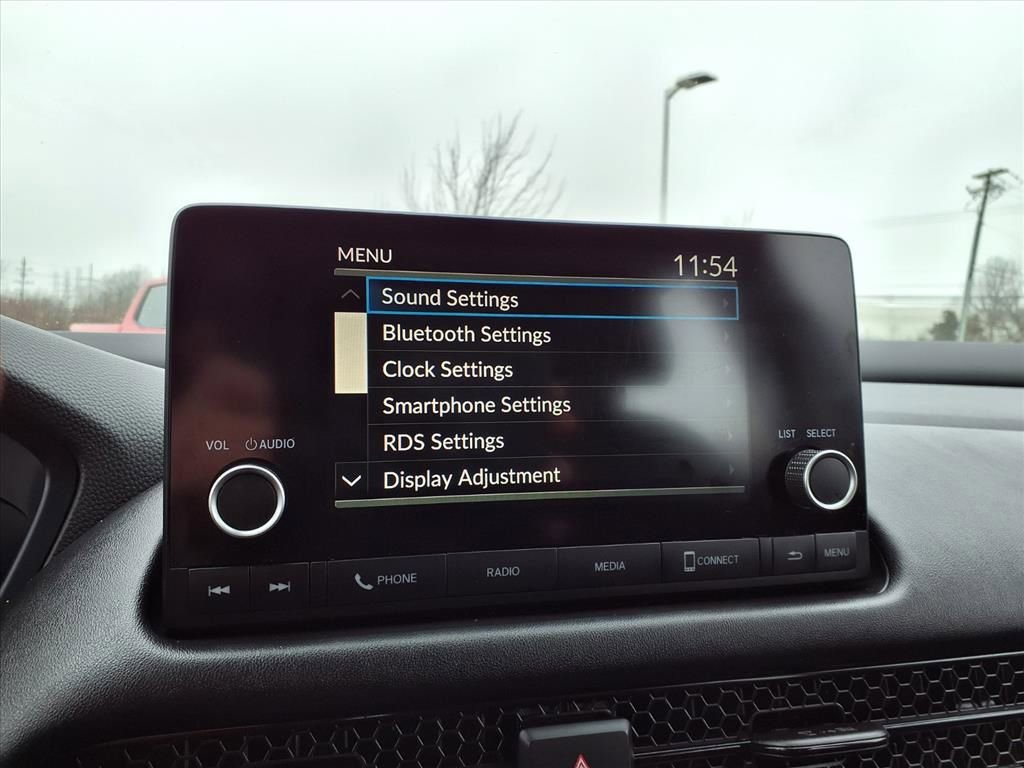 MENU 11:54
Sound Settings
Bluetooth Settings
Clock Settings
Smartphone Settings
RDS Settings
Display Adjustment
VOL AUDIO
LIST SELECT
PHONE RADIO MEDIA CONNECT MENU